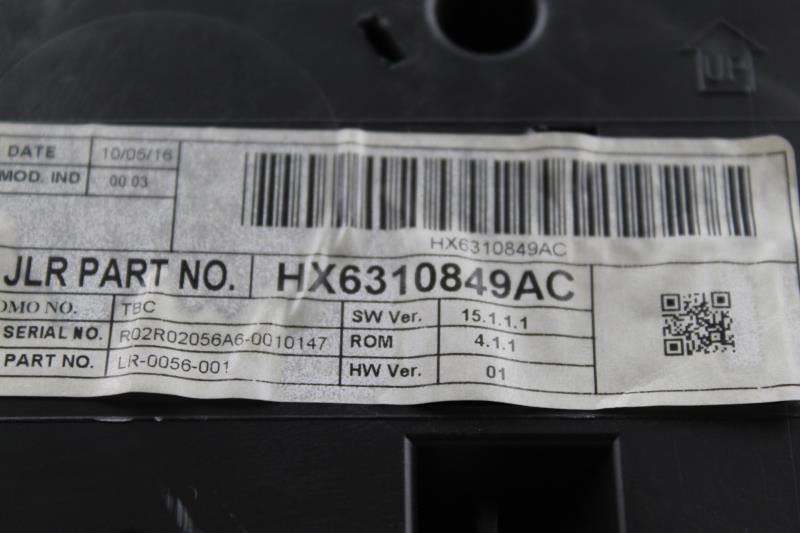 UH
DATE 10/05/16
MOD. IND 00 03
HX6310849AC
JLR PART NO. HX6310849AC
OMO NO. TBC
SERIAL NO. R02R02056A6-0010147
PART NO. LR-0056-001
SW Ver. 15.1.1.1
ROM 4.1.1
HW Ver. 01